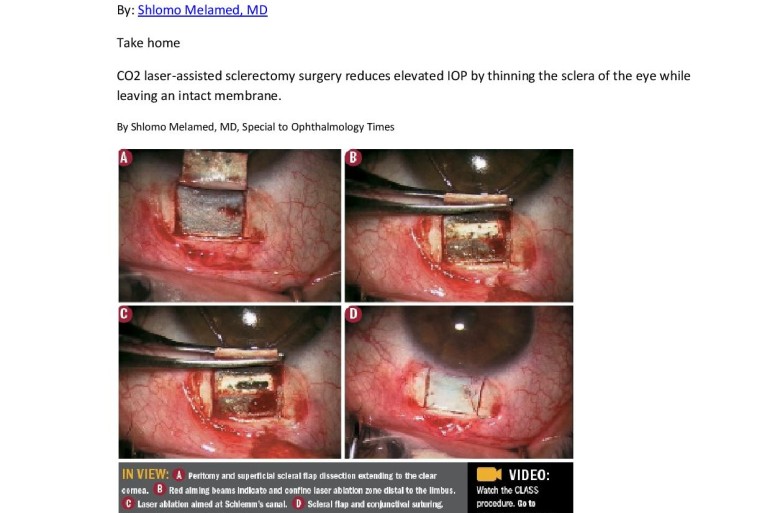 By: Shlomo Melamed, MD
Take home
CO2 laser-assisted sclerectomy surgery reduces elevated IOP by thinning the sclera of the eye while
leaving an intact membrane.
By Shlomo Melamed, MD, Special to Ophthalmology Times
A
B
C
D
IN VIEW: A Peritomy and superficial scleral flap dissection extending to the clear
cornea. B Red aiming beams indicate and confine laser ablation zone distal to the limbus.
C Laser ablation aimed at Schlemm's canal. D Scleral flap and conjunctival suturing.
VIDEO:
Watch the CLASS
procedure. Go to